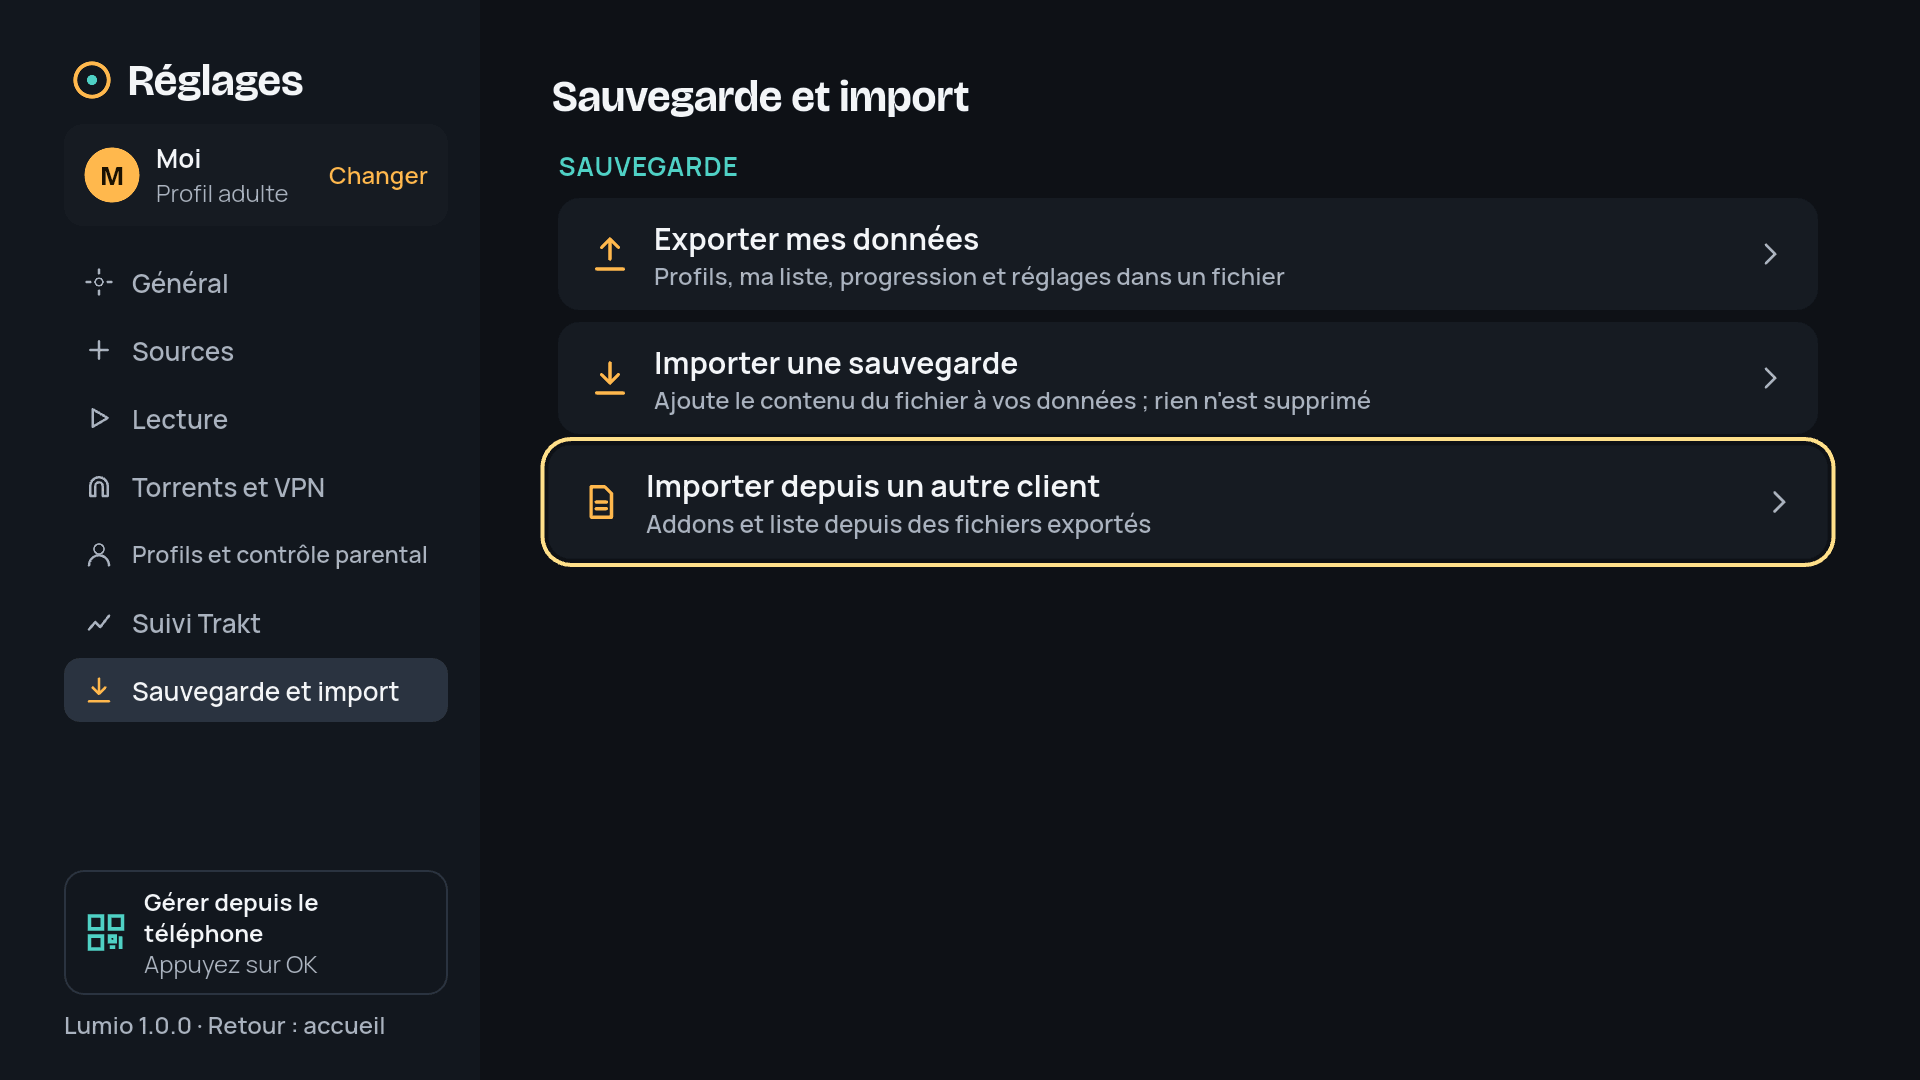 Réglages
M
Moi
Profil adulte
Changer
Général
Sources
Lecture
Torrents et VPN
Profils et contrôle parental
Suivi Trakt
Sauvegarde et import
Gérer depuis le
téléphone
Appuyez sur OK
Lumio 1.0.0 · Retour : accueil
Sauvegarde et import
SAUVEGARDE
Exporter mes données
Profils, ma liste, progression et réglages dans un fichier
Importer une sauvegarde
Ajoute le contenu du fichier à vos données ; rien n'est supprimé
Importer depuis un autre client
Addons et liste depuis des fichiers exportés